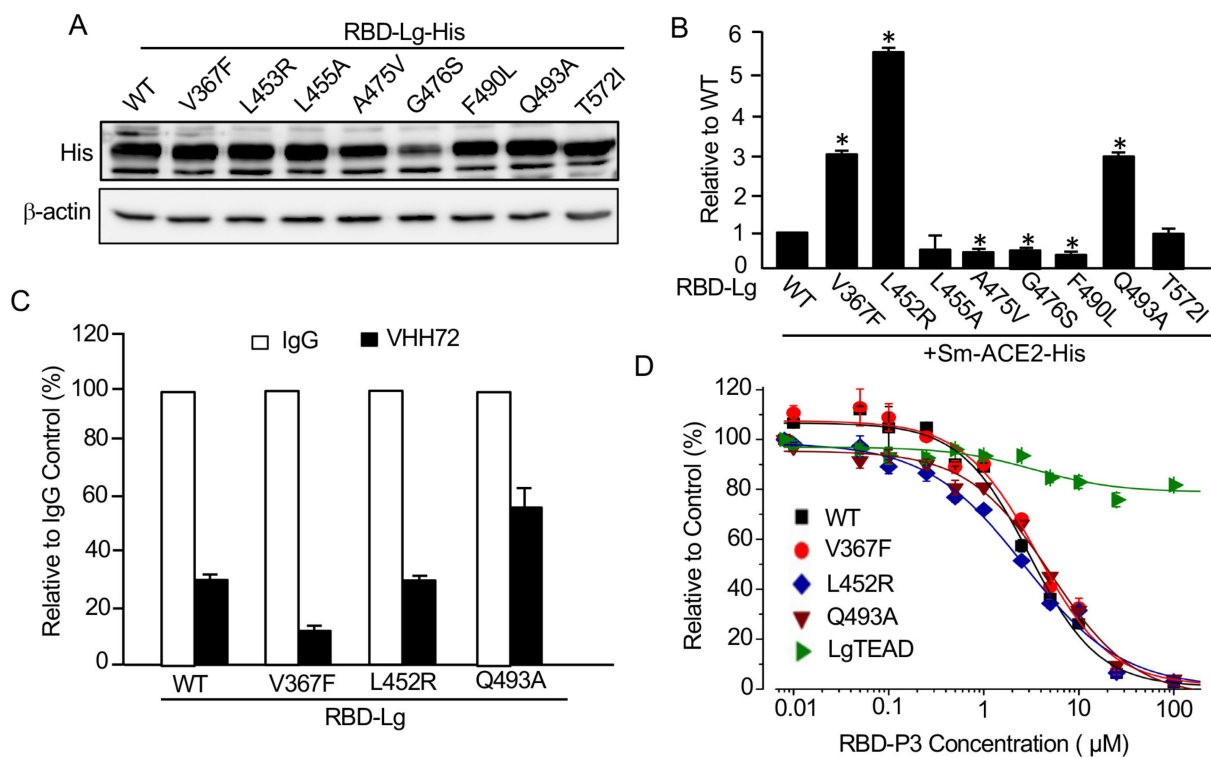 A
RBD-Lg-His
WT V367F L453R L455A A475V G476S F490L Q493A T572I
His
β-actin
B
Relative to WT
6
5
4
3
2
1
0
* * * * * *
RBD-Lg
WT V367F L452R L455A A475V G476S F490L Q493A T572I
+Sm-ACE2-His
C
IgG VHH72
Relative to IgG Control (%)
120
100
80
60
40
20
0
WT V367F L452R Q493A
RBD-Lg
D
Relative to Control (%)
120
100
80
60
40
20
0
WT
V367F
L452R
Q493A
LgTEAD
0.01 0.1 1 10 100
RBD-P3 Concentration ( µM)